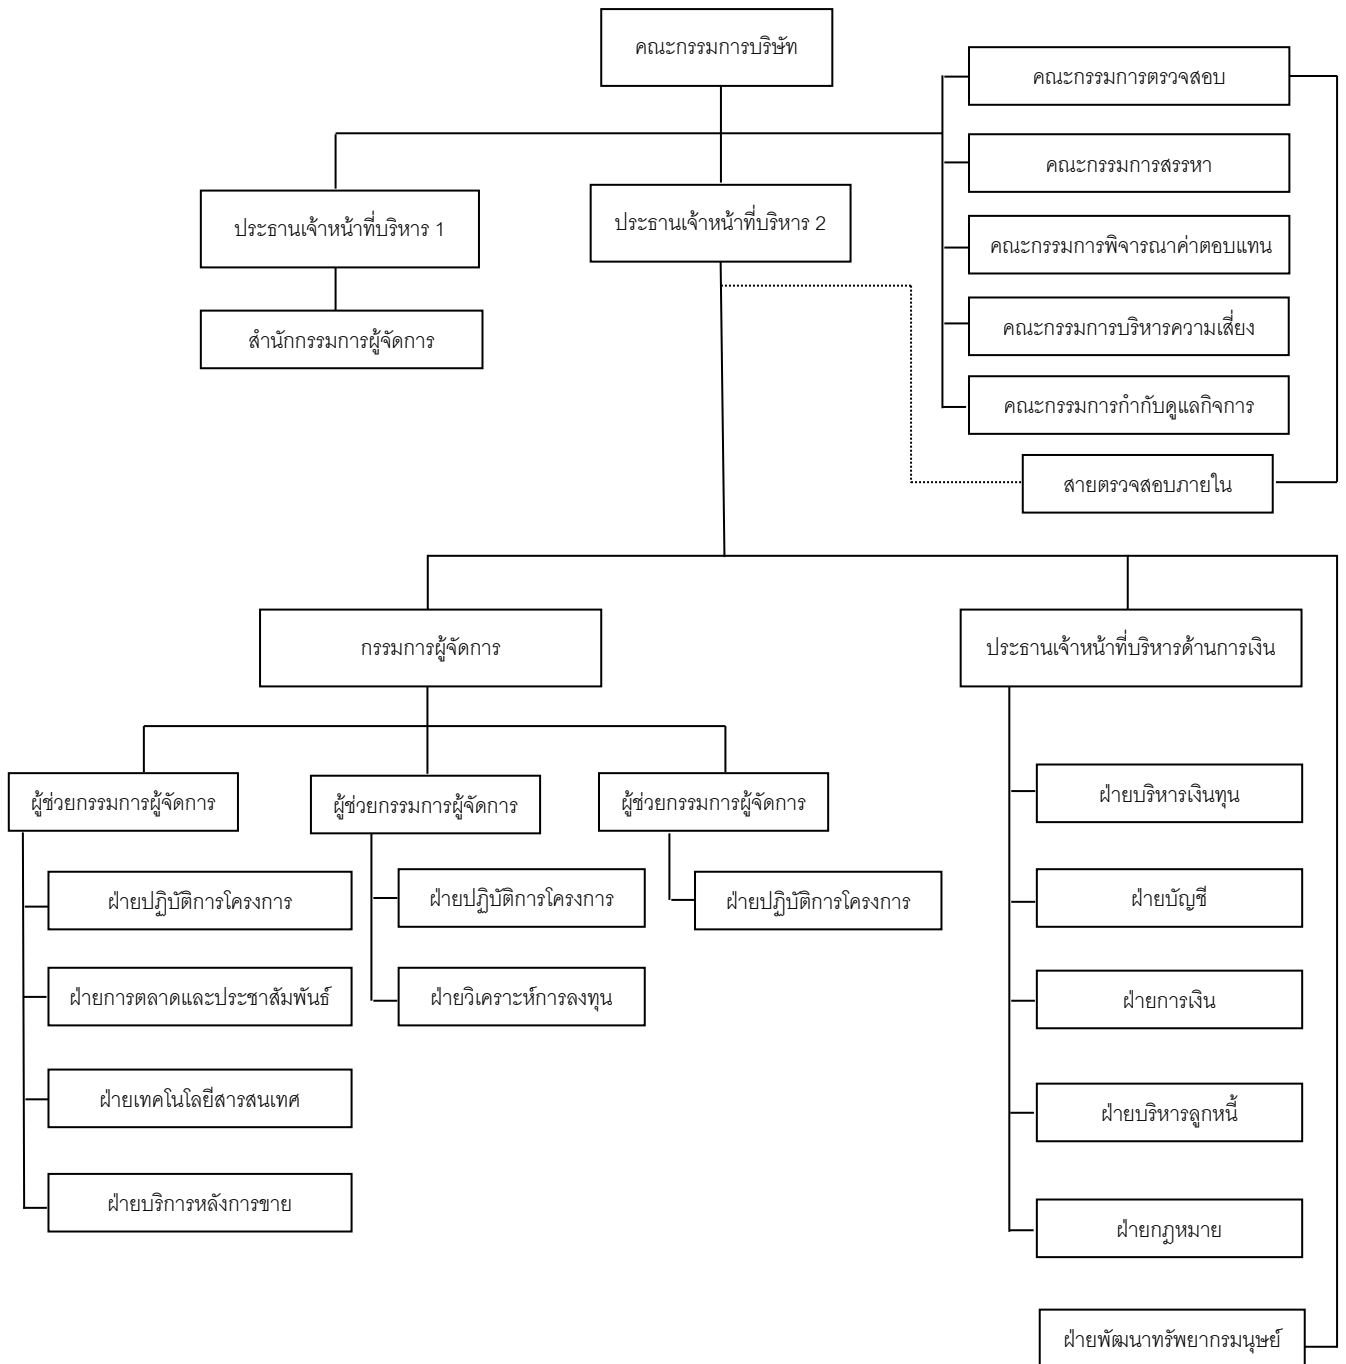 คณะกรรมการบริษัท
คณะกรรมการตรวจสอบ
คณะกรรมการสรรหา
ประธานเจ้าหน้าที่บริหาร 1
ประธานเจ้าหน้าที่บริหาร 2
คณะกรรมการพิจารณาค่าตอบแทน
คณะกรรมการบริหารความเสี่ยง
สำนักกรรมการผู้จัดการ
คณะกรรมการกำกับดูแลกิจการ
สายตรวจสอบภายใน
กรรมการผู้จัดการ
ประธานเจ้าหน้าที่บริหารด้านการเงิน
ผู้ช่วยกรรมการผู้จัดการ
ผู้ช่วยกรรมการผู้จัดการ
ผู้ช่วยกรรมการผู้จัดการ
ฝ่ายปฏิบัติการโครงการ
ฝ่ายการตลาดและประชาสัมพันธ์
ฝ่ายเทคโนโลยีสารสนเทศ
ฝ่ายบริการหลังการขาย
ฝ่ายปฏิบัติการโครงการ
ฝ่ายวิเคราะห์การลงทุน
ฝ่ายปฏิบัติการโครงการ
ฝ่ายบริหารเงินทุน
ฝ่ายบัญชี
ฝ่ายการเงิน
ฝ่ายบริหารลูกหนี้
ฝ่ายกฎหมาย
ฝ่ายพัฒนาทรัพยากรมนุษย์